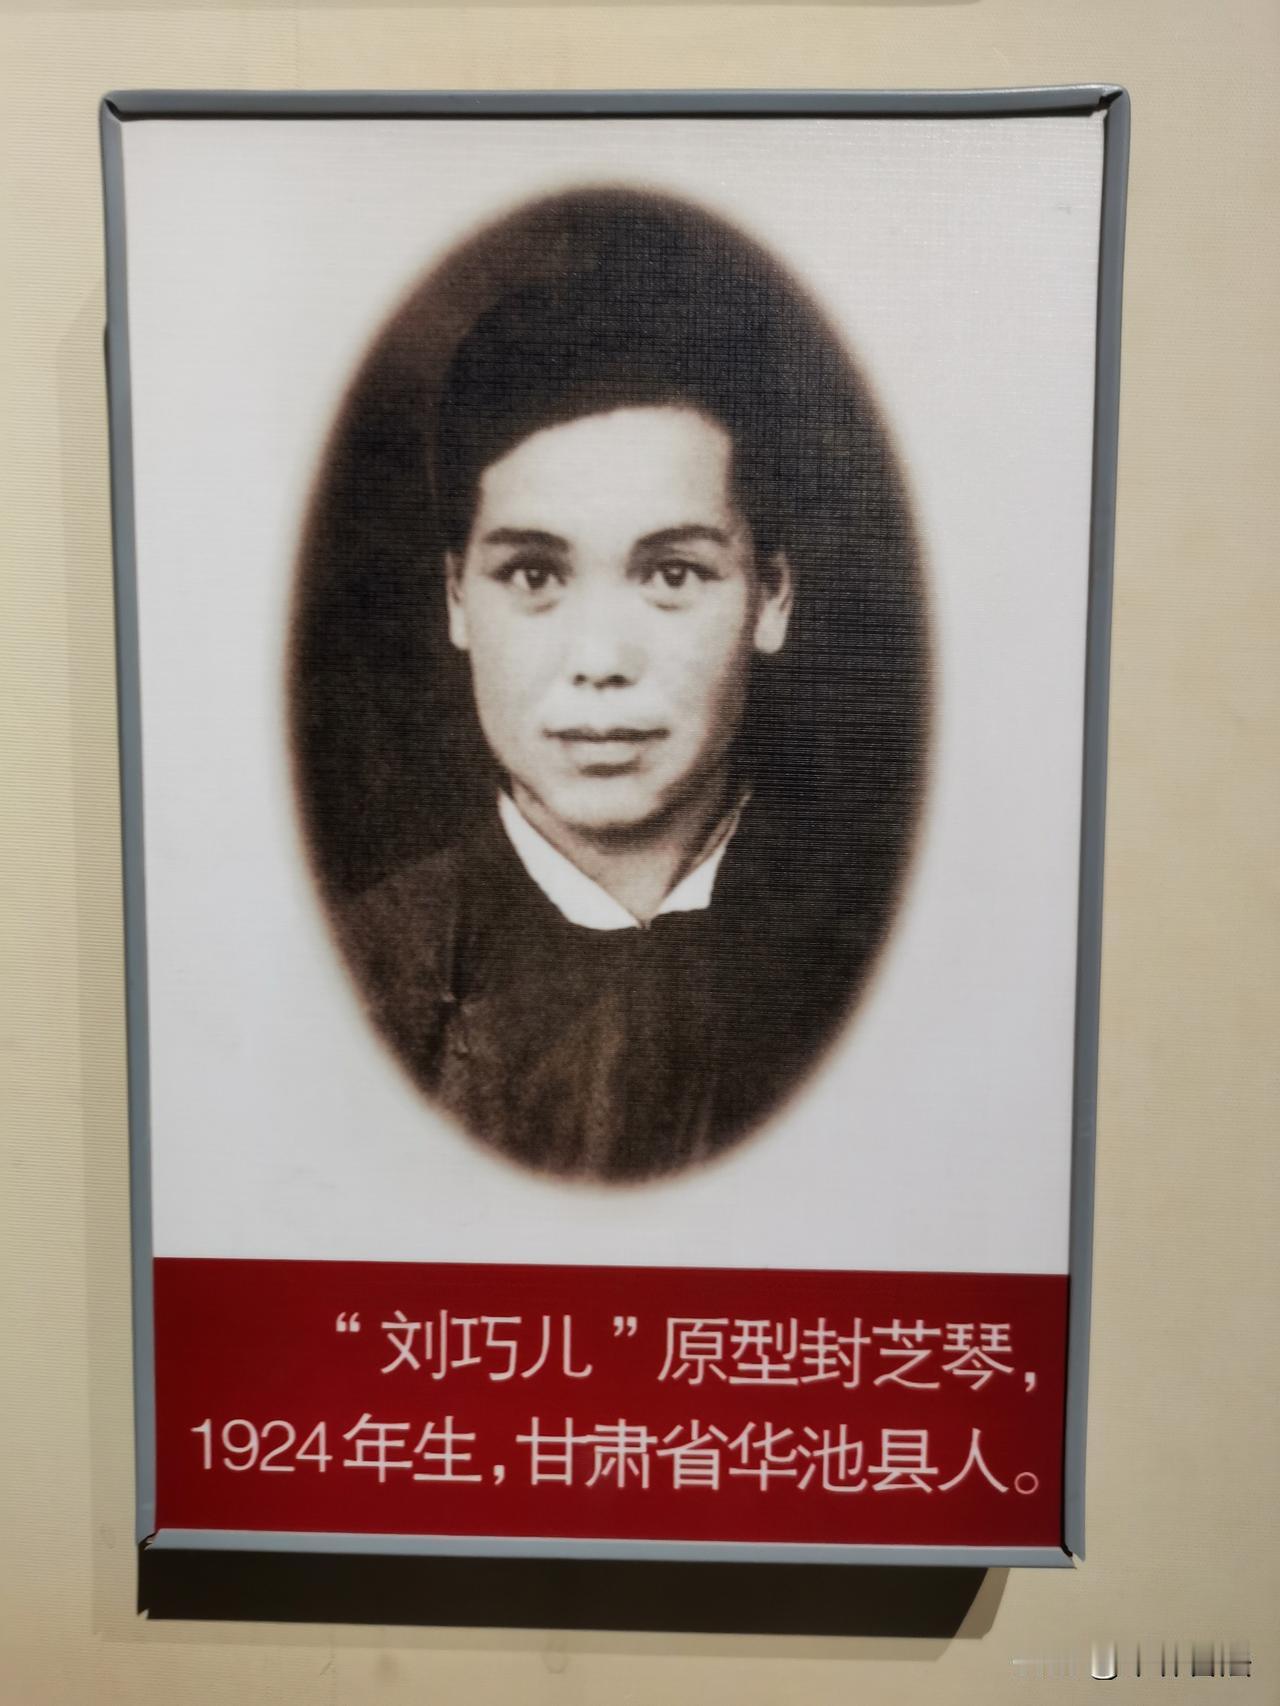 “刘巧儿”原型封芝琴，
1924年生，甘肃省华池县人。